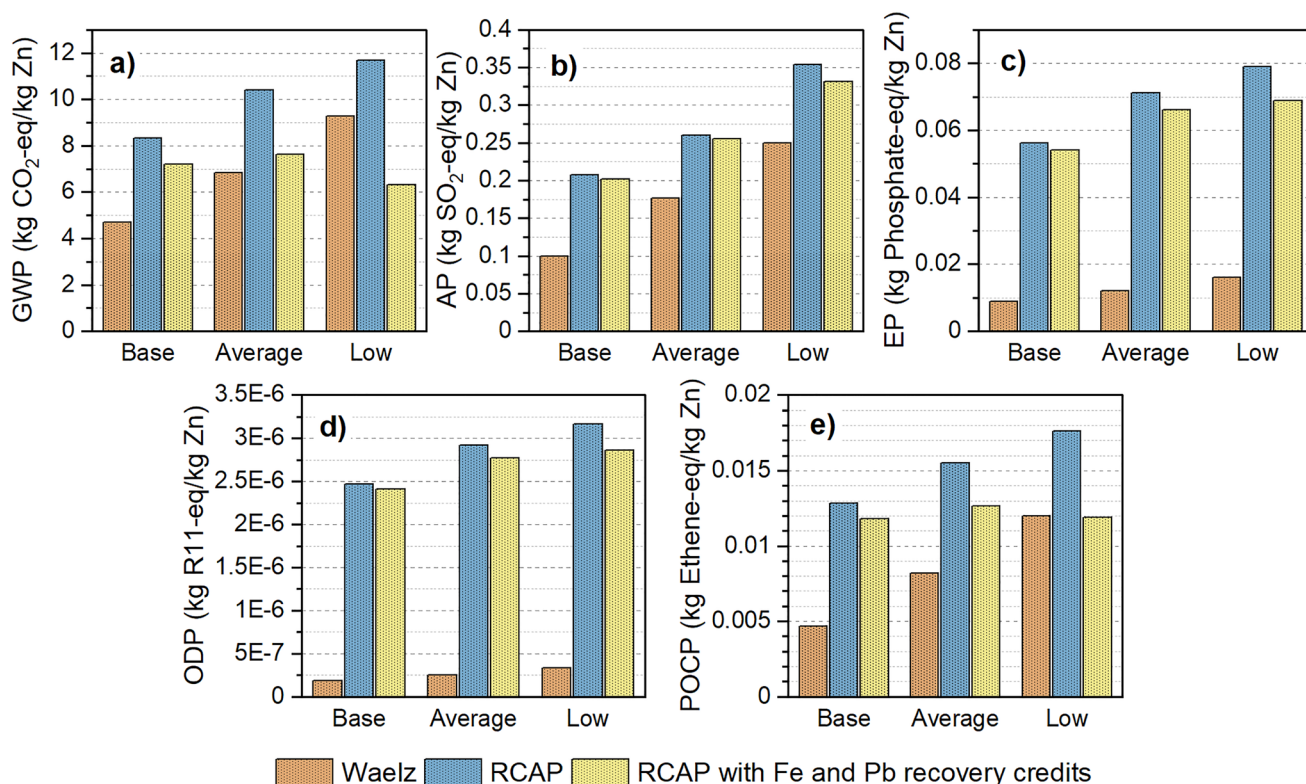 a)
GWP (kg CO₂-eq/kg Zn)
12
10
8
6
4
2
0
Base Average Low
b)
AP (kg SO₂-eq/kg Zn)
0.4
0.35
0.3
0.25
0.2
0.15
0.1
0.05
0
Base Average Low
c)
EP (kg Phosphate-eq/kg Zn)
0.08
0.06
0.04
0.02
0
Base Average Low
d)
ODP (kg R11-eq/kg Zn)
3.5E-6
3E-6
2.5E-6
2E-6
1.5E-6
1E-6
5E-7
0
Base Average Low
e)
POCP (kg Ethene-eq/kg Zn)
0.02
0.015
0.01
0.005
0
Base Average Low
Waelz RCAP RCAP with Fe and Pb recovery credits